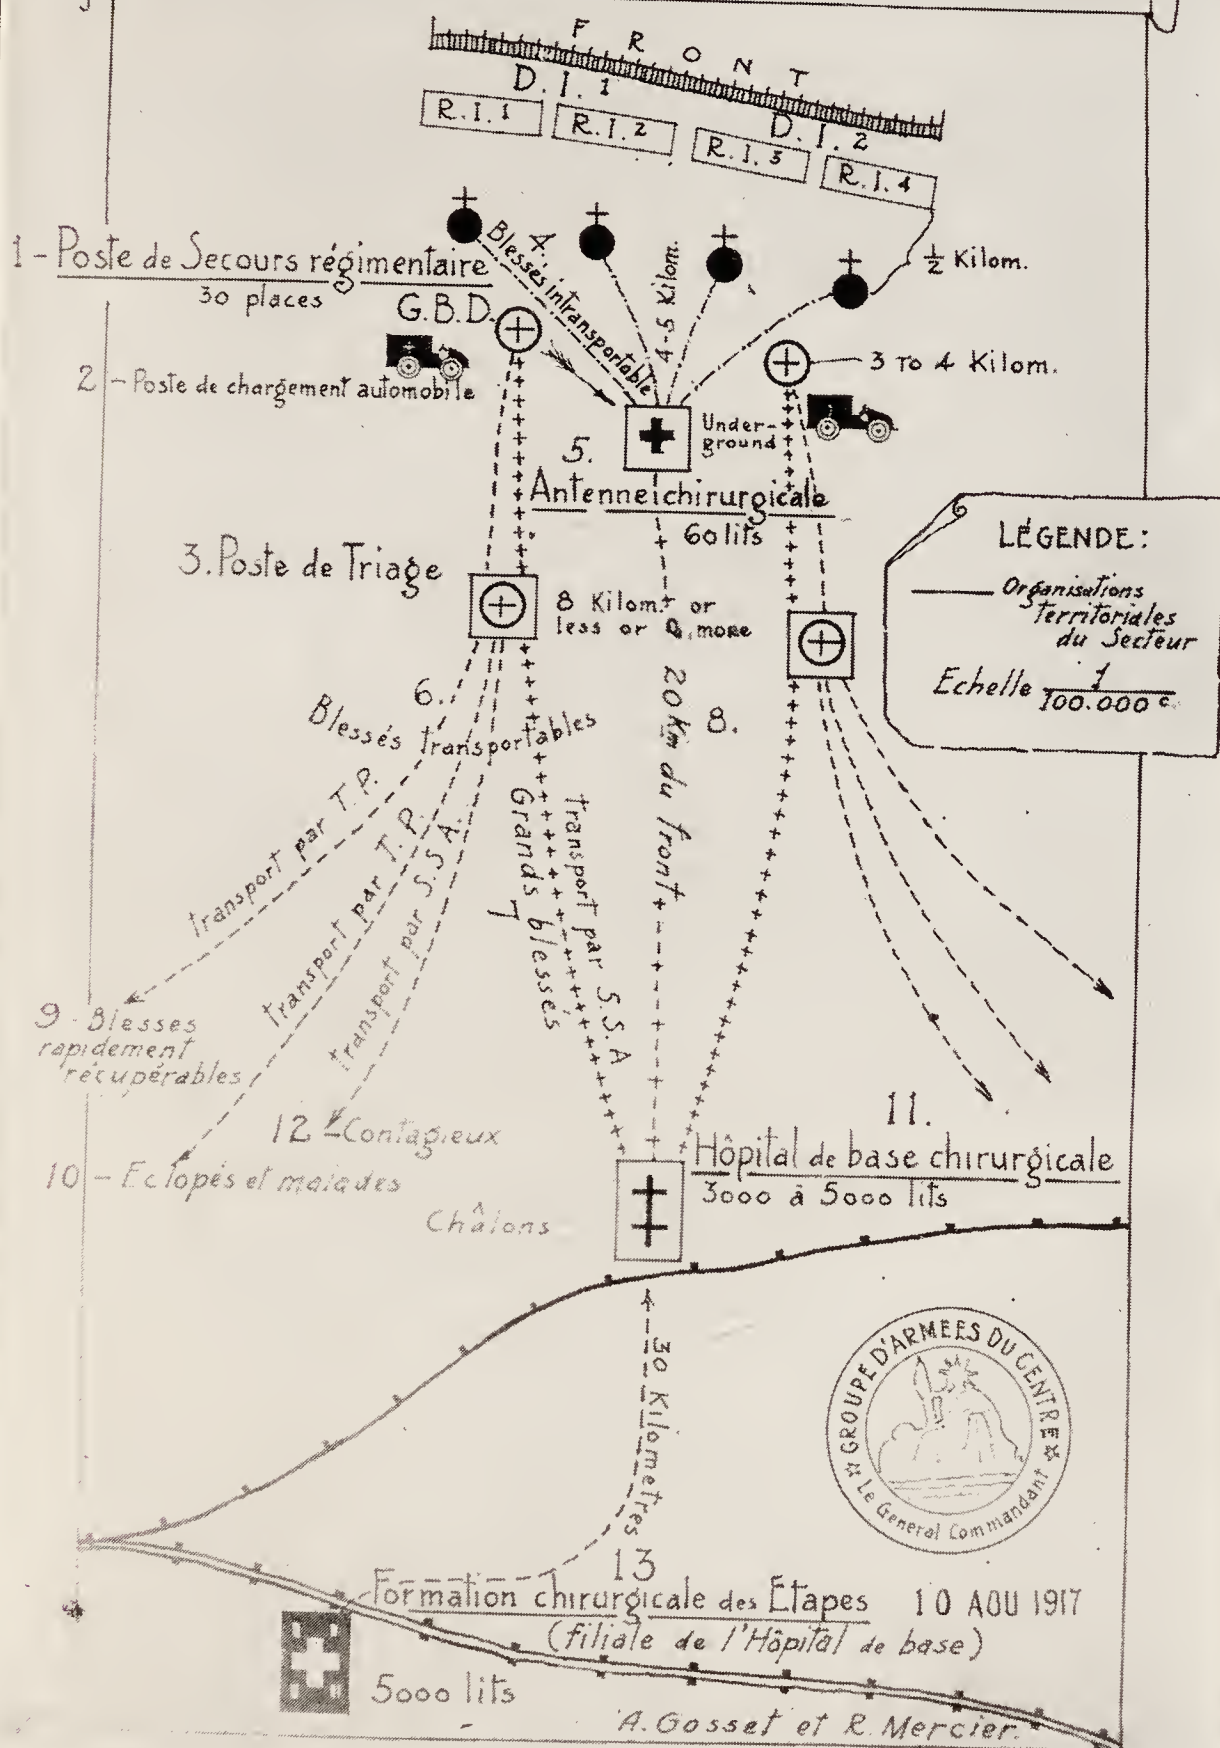 FRONT
D.I.1
R.I.1
R.I.2
D.I.2
R.I.3
R.I.4
1 - Poste de Secours régimentaire
30 places
4.
Blesses intransportable
4-5 Kilom.
½ Kilom.
G.B.D.
2 - Poste de chargement automobile
3 TO 4 Kilom.
Under-
ground
5.
Antenne chirurgicale
60 lits
3. Poste de Triage
8 Kilom. or
less or more
LÉGENDE:
Organisations
territoriales
du Secteur
Echelle 1/100.000e
6.
Blessés transportables
20 Km du front
8.
transport par T.P.
transport par T.P.
transport par S.S.A.
Grands blessés
7
transport par S.S.A
9 - Blesses
rapidement
récupérables
12 - Contagieux
10 - Eclopés et malades
11.
Hôpital de base chirurgicale
3000 à 5000 lits
Châlons
30 Kilometres
GROUPE D'ARMEES DU CENTRE
Le General Commandant
13
Formation chirurgicale des Etapes
(filiale de l'Hôpital de base)
10 AOU 1917
5000 lits
A. Gosset et R. Mercier.